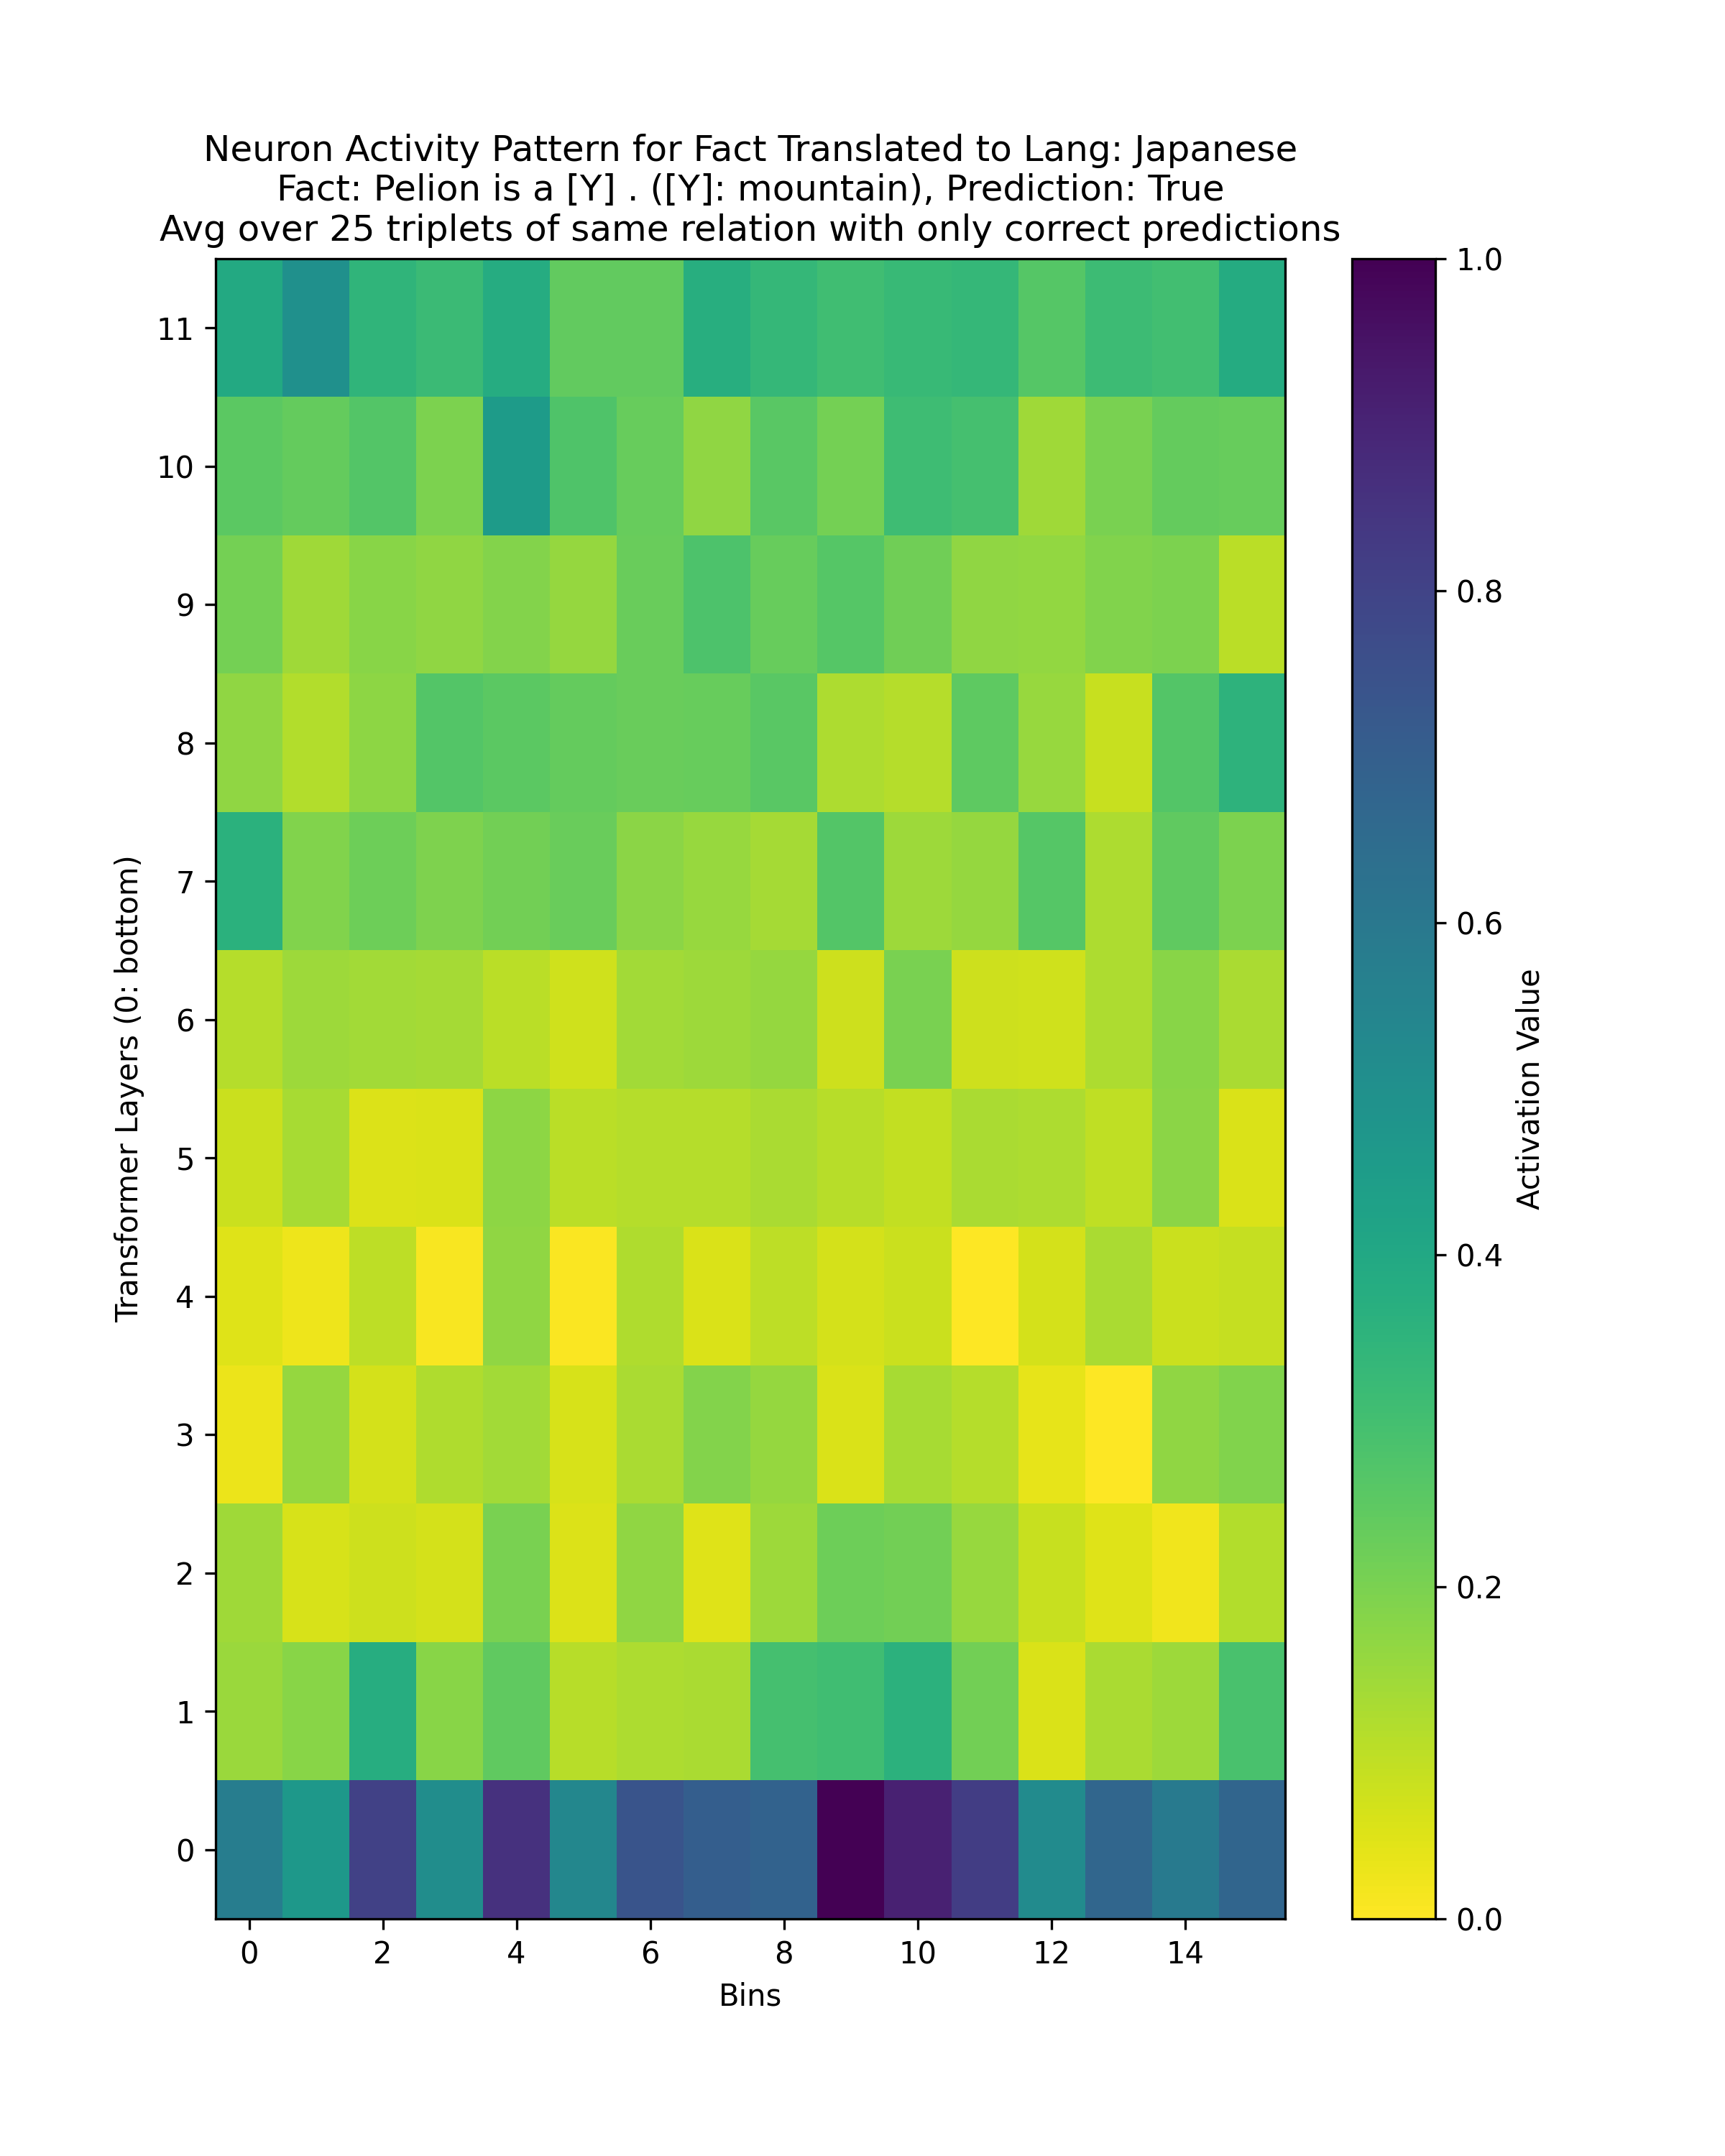 Neuron Activity Pattern for Fact Translated to Lang: Japanese
Fact: Pelion is a [Y] . ([Y]: mountain), Prediction: True
Avg over 25 triplets of same relation with only correct predictions
Transformer Layers (0: bottom)
11
10
9
8
7
6
5
4
3
2
1
0
0 2 4 6 8 10 12 14
Bins
1.0
0.8
0.6
0.4
0.2
0.0
Activation Value